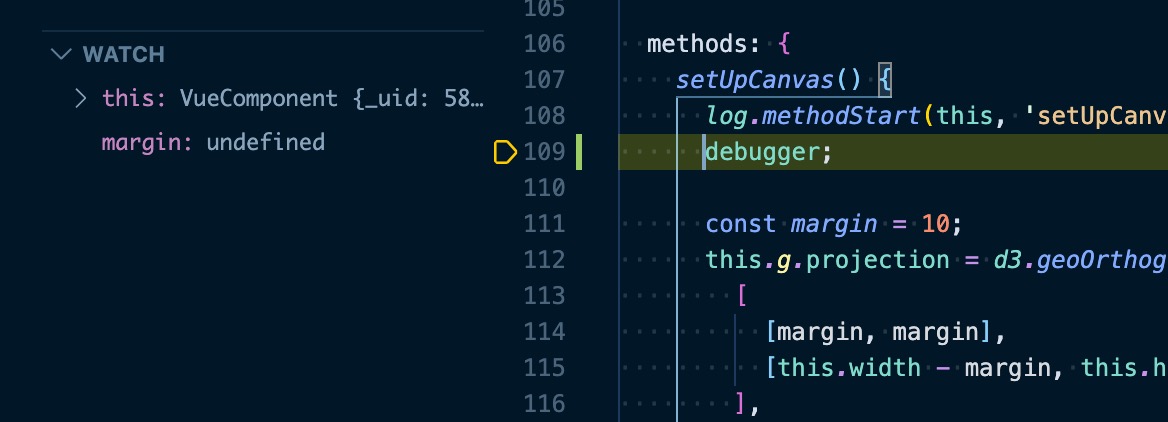 WATCH
this: VueComponent {_uid: 58…
margin: undefined
105
106 methods: {
107 setUpCanvas() {
108 log.methodStart(this, 'setUpCanv
109 debugger;
110
111 const margin = 10;
112 this.g.projection = d3.geoOrthog
113 [
114 [margin, margin],
115 [this.width - margin, this.h
116 ],